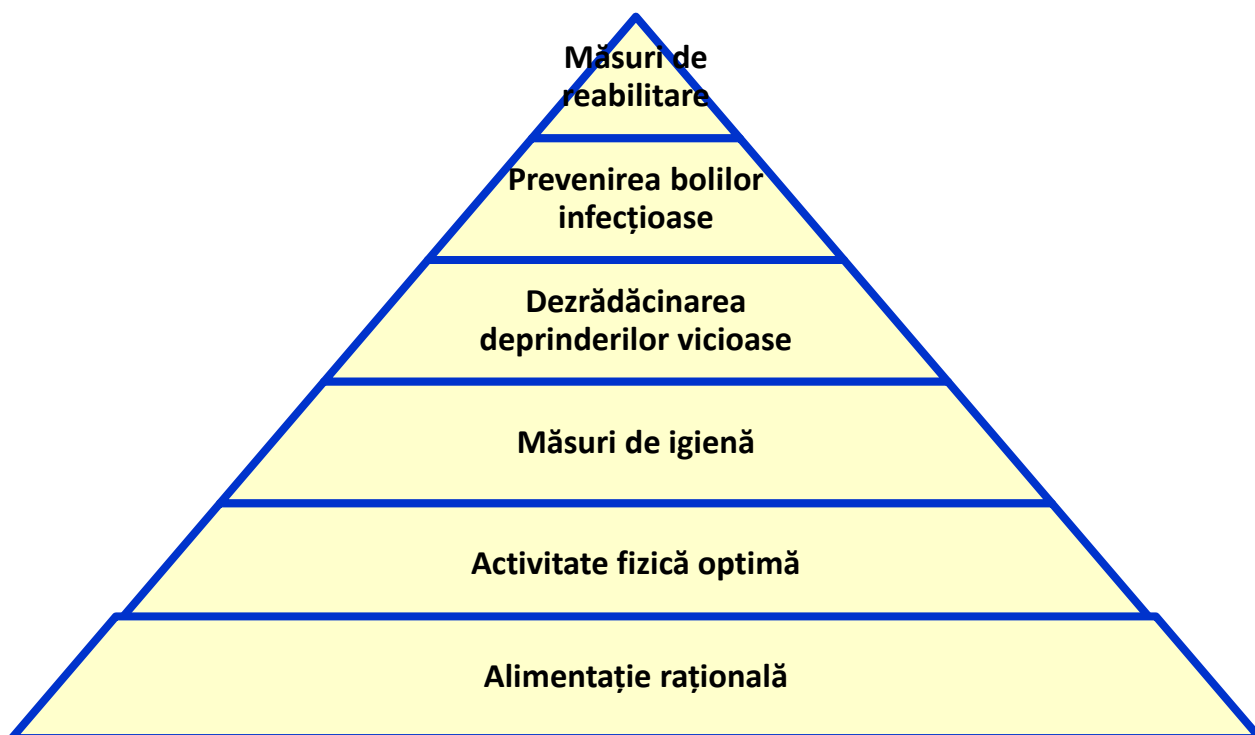 Măsuri de
reabilitare
Prevenirea bolilor
infecțioase
Dezrădăcinarea
deprinderilor vicioase
Măsuri de igienă
Activitate fizică optimă
Alimentație rațională